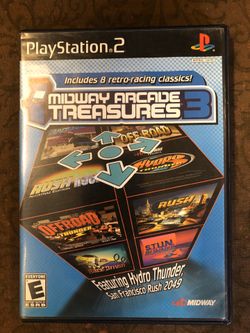 PlayStation 2
Includes 8 retro-racing classics!
MIDWAY ARCADE
TREASURES 3
OFF ROAD
RUSH
HYDRO
THUNDER
RUSH
OFFROAD
THUNDER
STUN
RUNNER
Featuring Hydro Thunder
San Francisco Rush 2049
EVERYONE
E
ESRB
MIDWAY